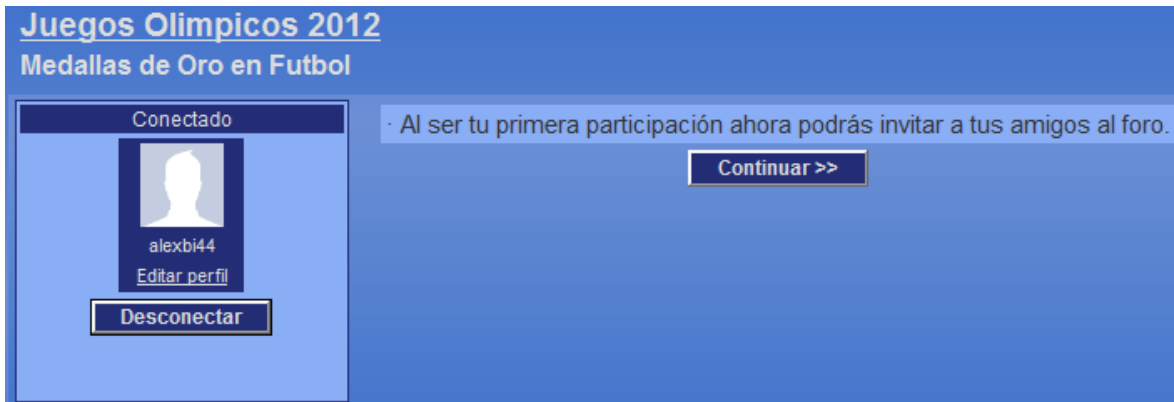 Juegos Olimpicos 2012
Medallas de Oro en Futbol
Conectado
alexbi44
Editar perfil
Desconectar
· Al ser tu primera participación ahora podrás invitar a tus amigos al foro.
Continuar >>